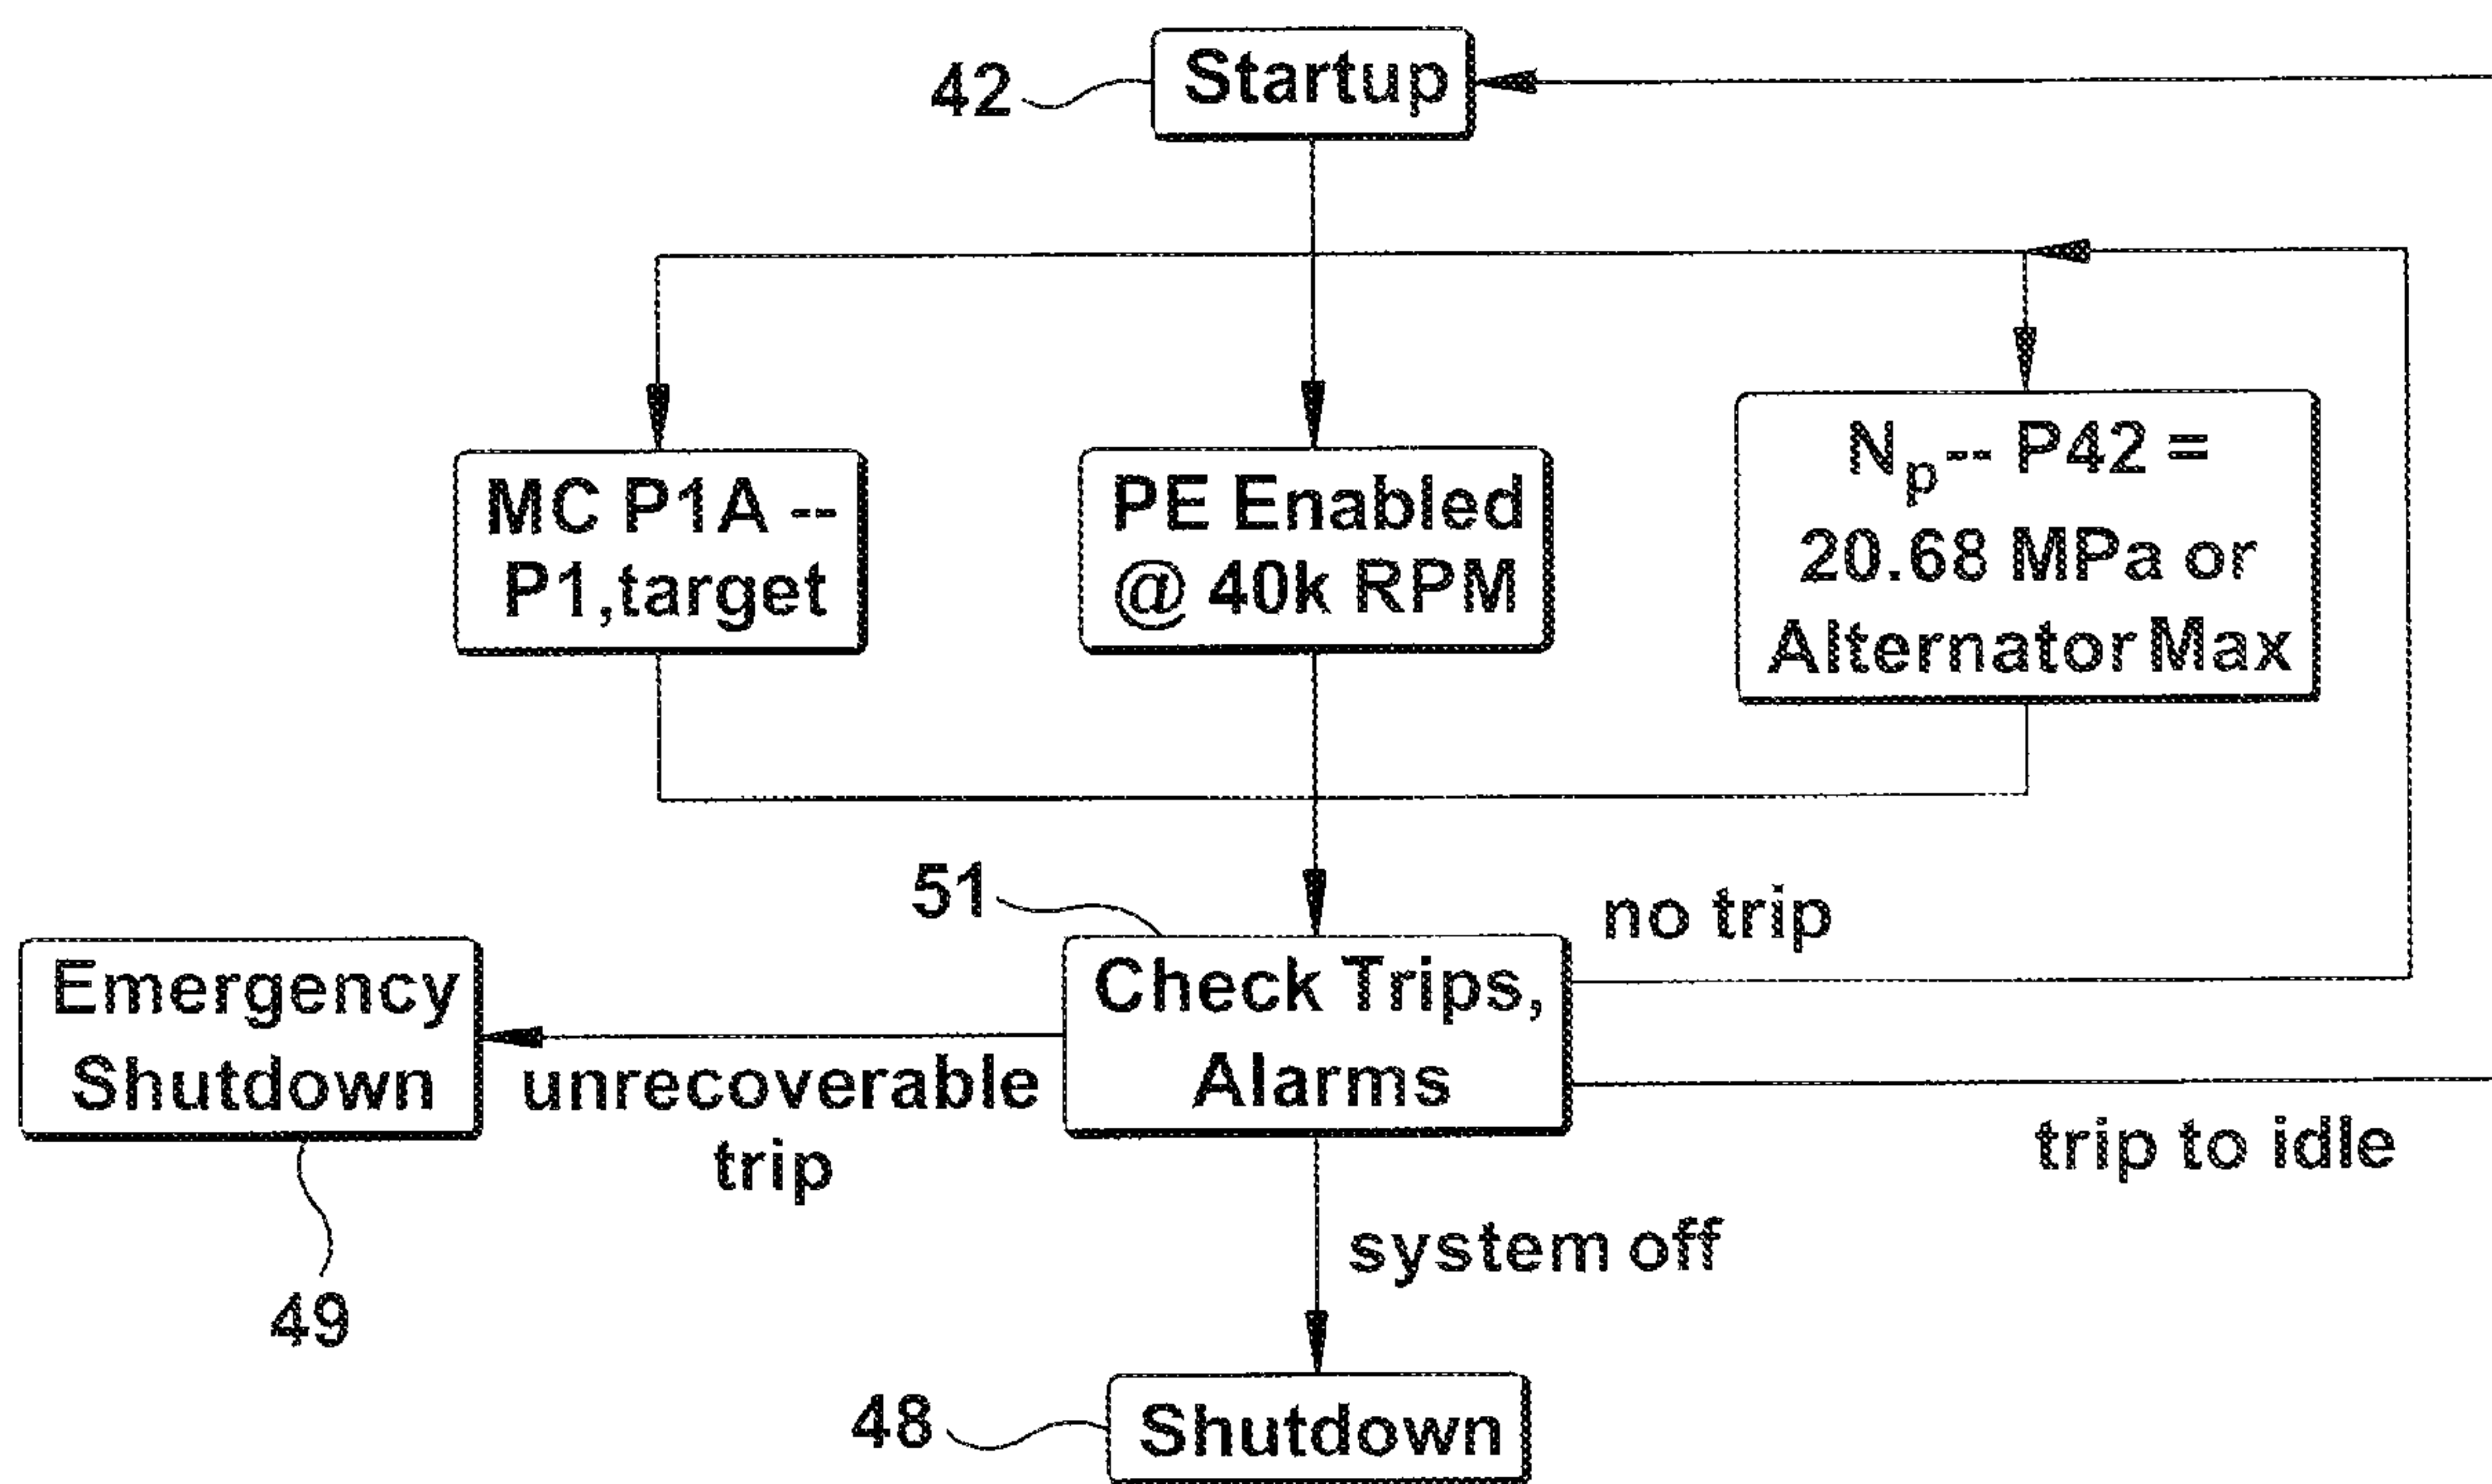 42
Startup
MC P1A --
P1,target
PE Enabled
@ 40k RPM
Np-- P42 =
20.68 MPa or
Alternator Max
51
no trip
Check Trips,
Alarms
Emergency
Shutdown
unrecoverable
trip
trip to idle
49
system off
48
Shutdown